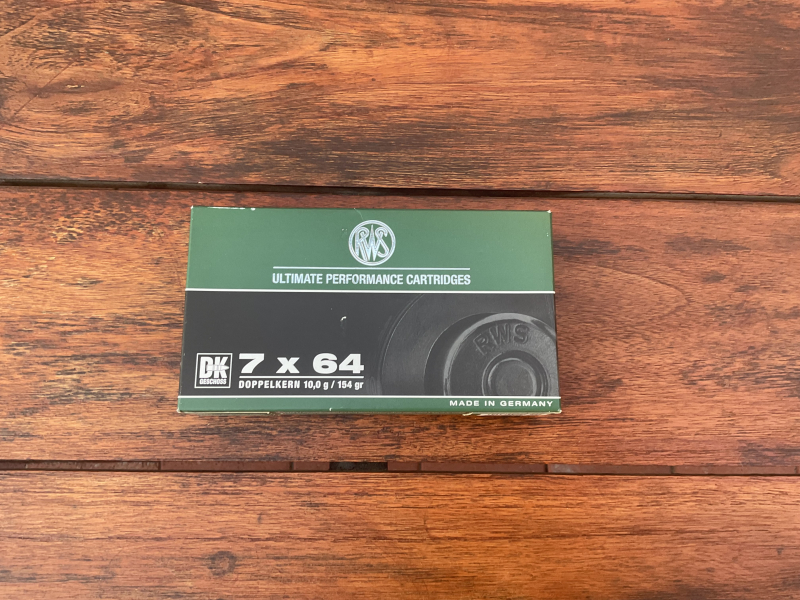 RWS
ULTIMATE PERFORMANCE CARTRIDGES
RWS
DK
GESCHOSS
7 x 64
DOPPELKERN 10,0 g / 154 gr
MADE IN GERMANY